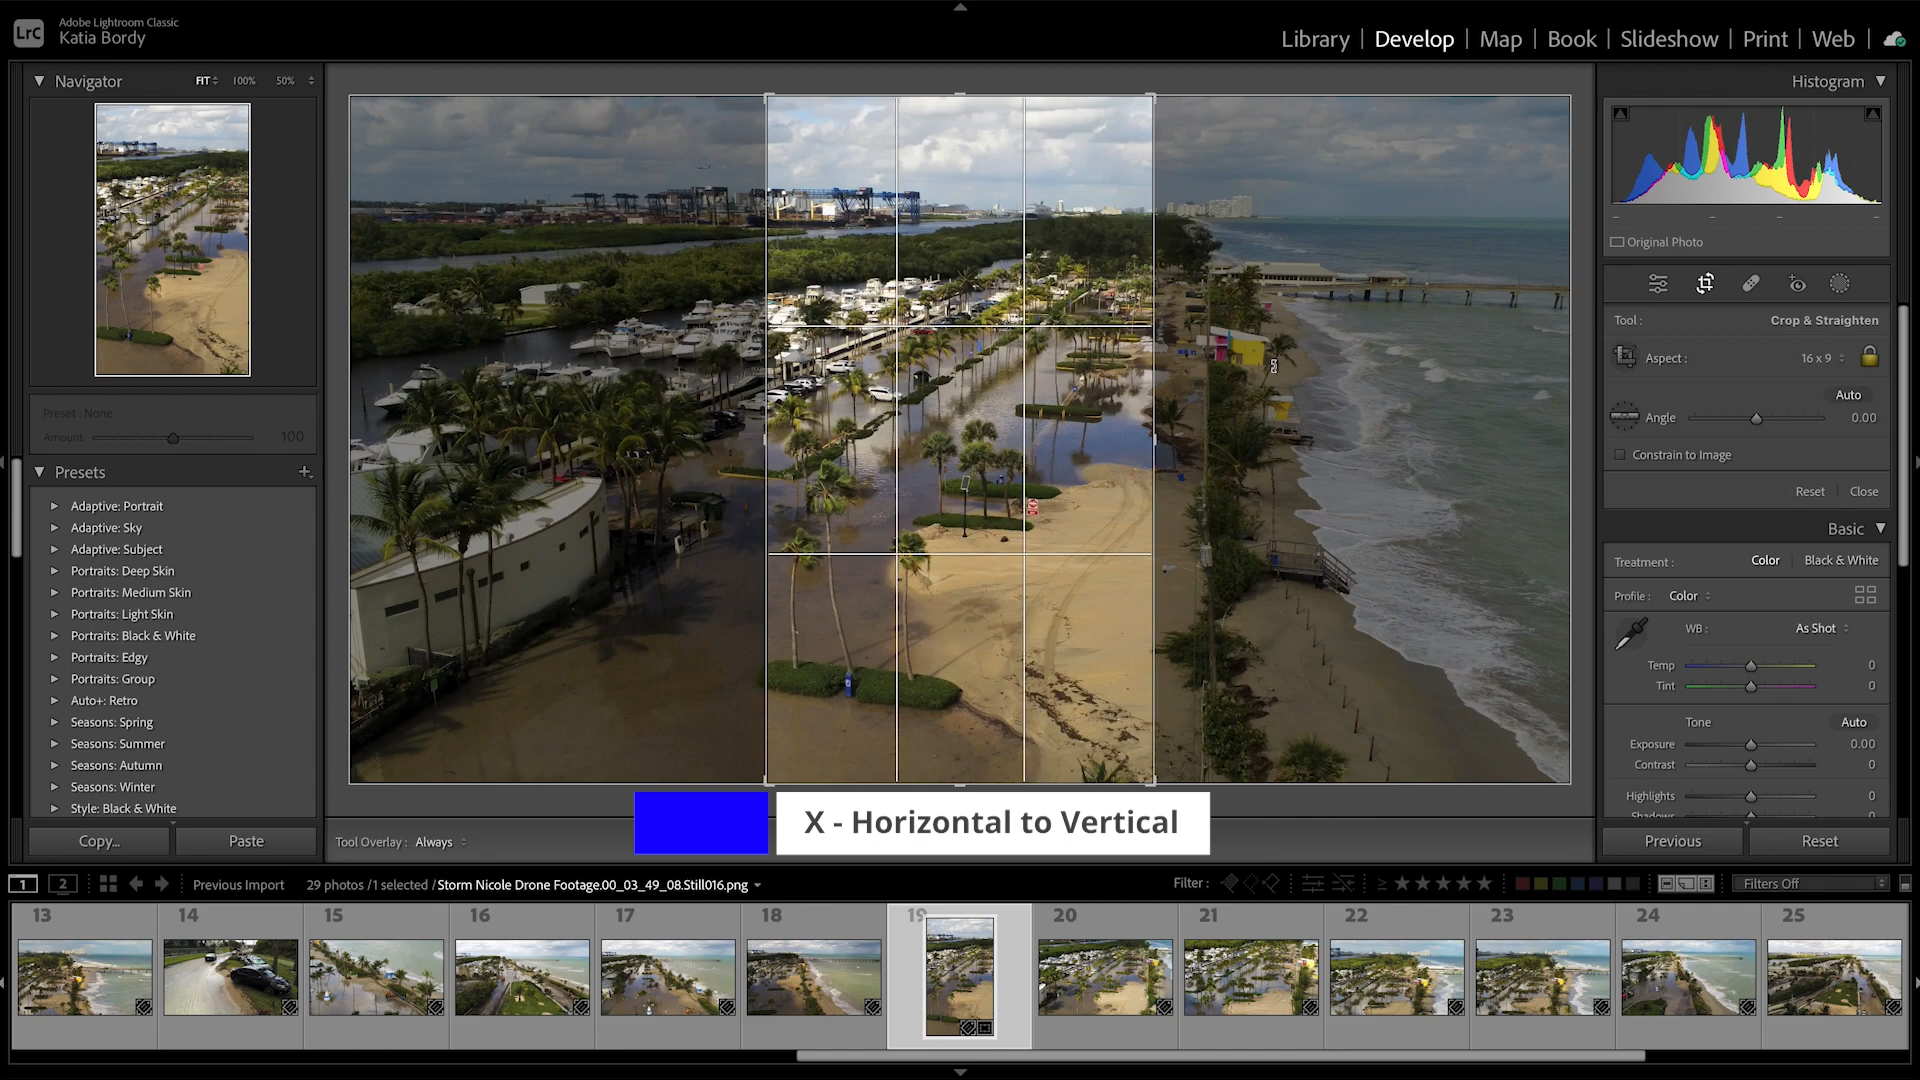 LrC
Adobe Lightroom Classic
Katia Bordy
Library | Develop | Map | Book | Slideshow | Print | Web |
Navigator FIT 100% 50%
Preset : None
Amount 100
Presets
Adaptive: Portrait
Adaptive: Sky
Adaptive: Subject
Portraits: Deep Skin
Portraits: Medium Skin
Portraits: Light Skin
Portraits: Black & White
Portraits: Edgy
Portraits: Group
Auto+: Retro
Seasons: Spring
Seasons: Summer
Seasons: Autumn
Seasons: Winter
Style: Black & White
Copy... Paste
Tool Overlay : Always
X - Horizontal to Vertical
Histogram
Original Photo
Tool : Crop & Straighten
Aspect : 16 x 9
Auto
Angle 0.00
Constrain to Image
Reset Close
Basic
Treatment : Color Black & White
Profile : Color
WB : As Shot
Temp 0
Tint 0
Tone Auto
Exposure 0.00
Contrast 0
Highlights 0
Shadows
Previous Reset
1 2 Previous Import 29 photos /1 selected /Storm Nicole Drone Footage.00_03_49_08.Still016.png Filter : ≥ ★★★★★ Filters Off
13 14 15 16 17 18 19 20 21 22 23 24 25